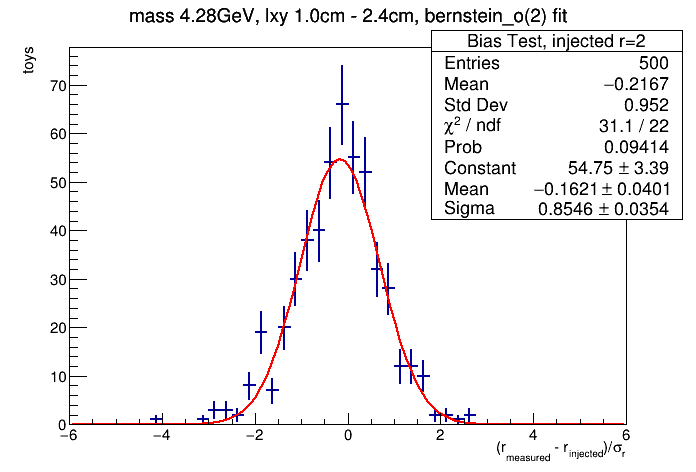 mass 4.28GeV, lxy 1.0cm - 2.4cm, bernstein_o(2) fit
Bias Test, injected r=2
Entries 500
Mean −0.2167
Std Dev 0.952
χ² / ndf 31.1 / 22
Prob 0.09414
Constant 54.75 ± 3.39
Mean −0.1621 ± 0.0401
Sigma 0.8546 ± 0.0354
toys
70
60
50
40
30
20
10
0
−6 −4 −2 0 2 4 6
(r_measured - r_injected)/σ_r